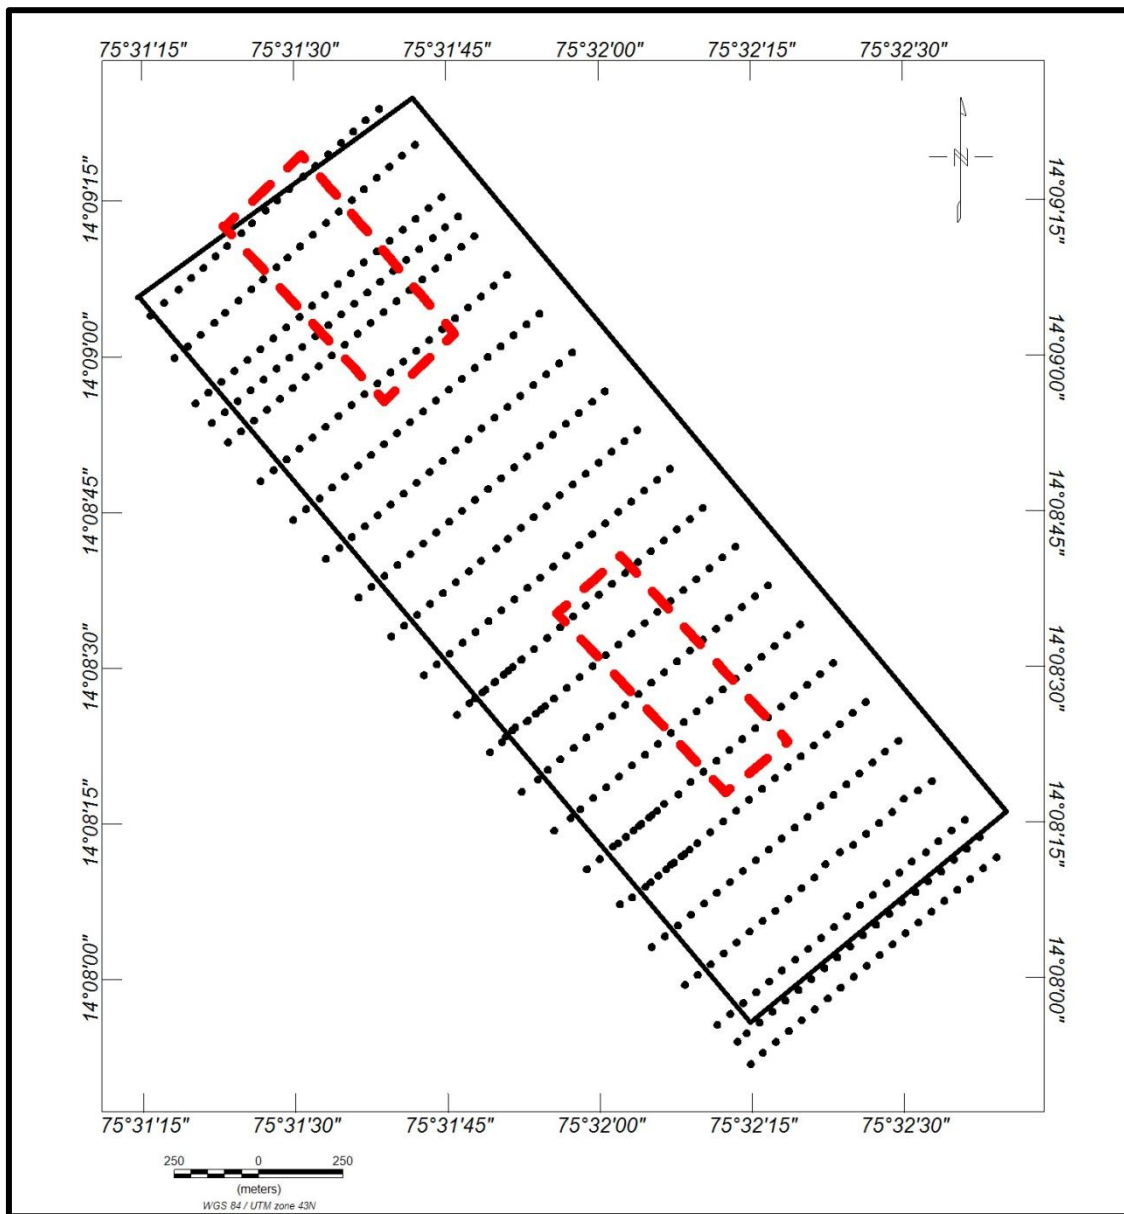 75°31'15" 75°31'30" 75°31'45" 75°32'00" 75°32'15" 75°32'30"
N
14°09'15" 14°09'15"
14°09'00" 14°09'00"
14°08'45" 14°08'45"
14°08'30" 14°08'30"
14°08'15" 14°08'15"
14°08'00" 14°08'00"
75°31'15" 75°31'30" 75°31'45" 75°32'00" 75°32'15" 75°32'30"
250 0 250
(meters)
WGS 84 / UTM zone 43N